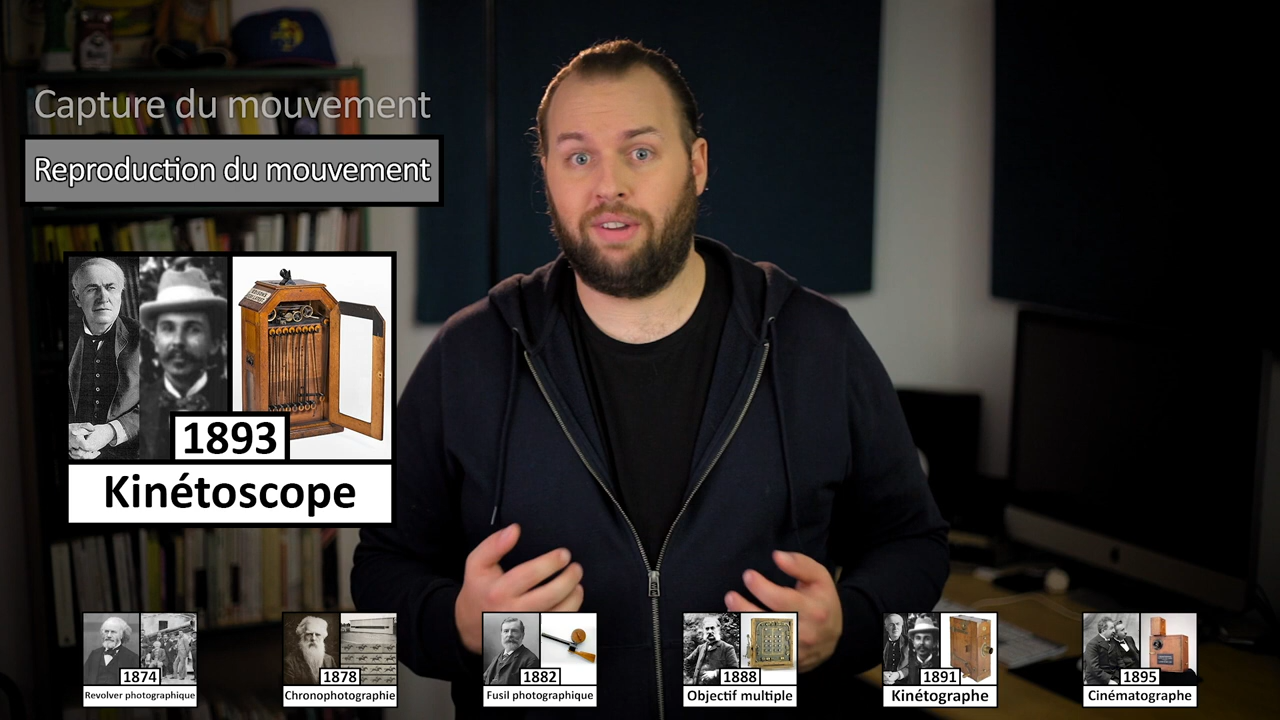 Capture du mouvement
Reproduction du mouvement
1893
Kinétoscope
1874
Revolver photographique
1878
Chronophotographie
1882
Fusil photographique
1888
Objectif multiple
1891
Kinétographe
1895
Cinématographe